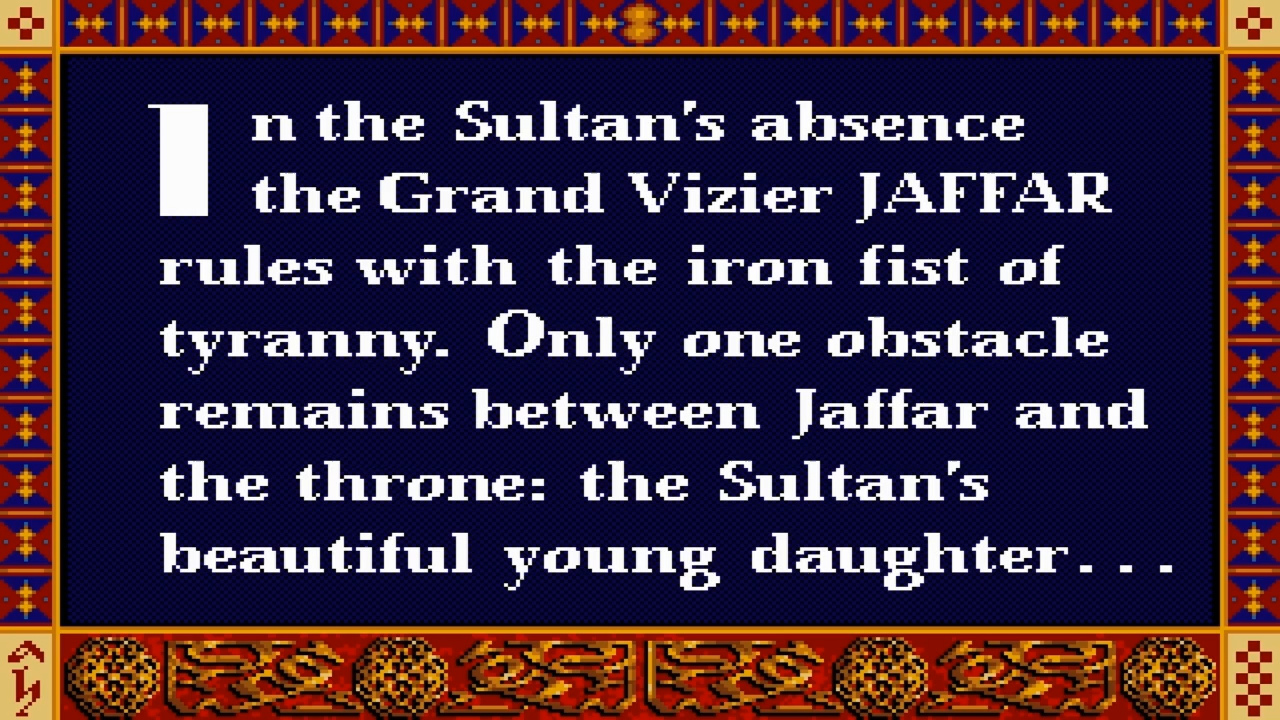 In the Sultan's absence
the Grand Vizier JAFFAR
rules with the iron fist of
tyranny. Only one obstacle
remains between Jaffar and
the throne: the Sultan's
beautiful young daughter...